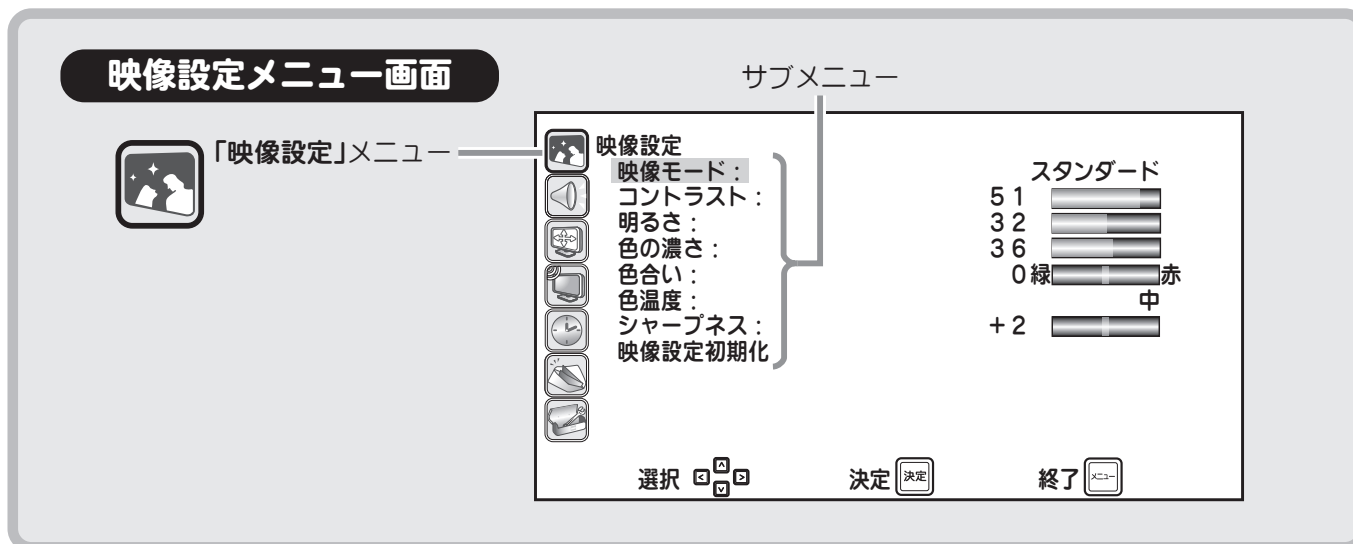 映像設定メニュー画面
サブメニュー
「映像設定」メニュー
映像設定
映像モード： スタンダード
コントラスト： 51
明るさ： 32
色の濃さ： 36
色合い： 0 緑 赤
色温度： 中
シャープネス： +2
映像設定初期化
選択 決定 決定 終了 メニュー